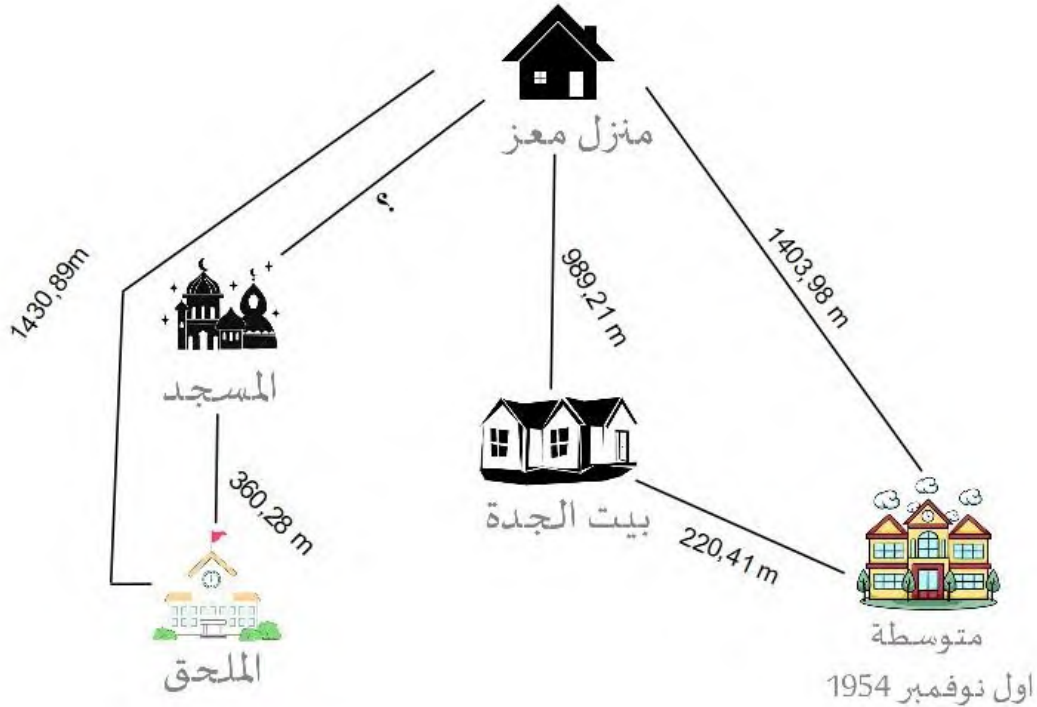 منزل معز
؟
1430,89m
989,21 m
1403,98 m
المسجد
360,28 m
بيت الجدة
220,41 m
الملحق
متوسطة
اول نوفمبر 1954